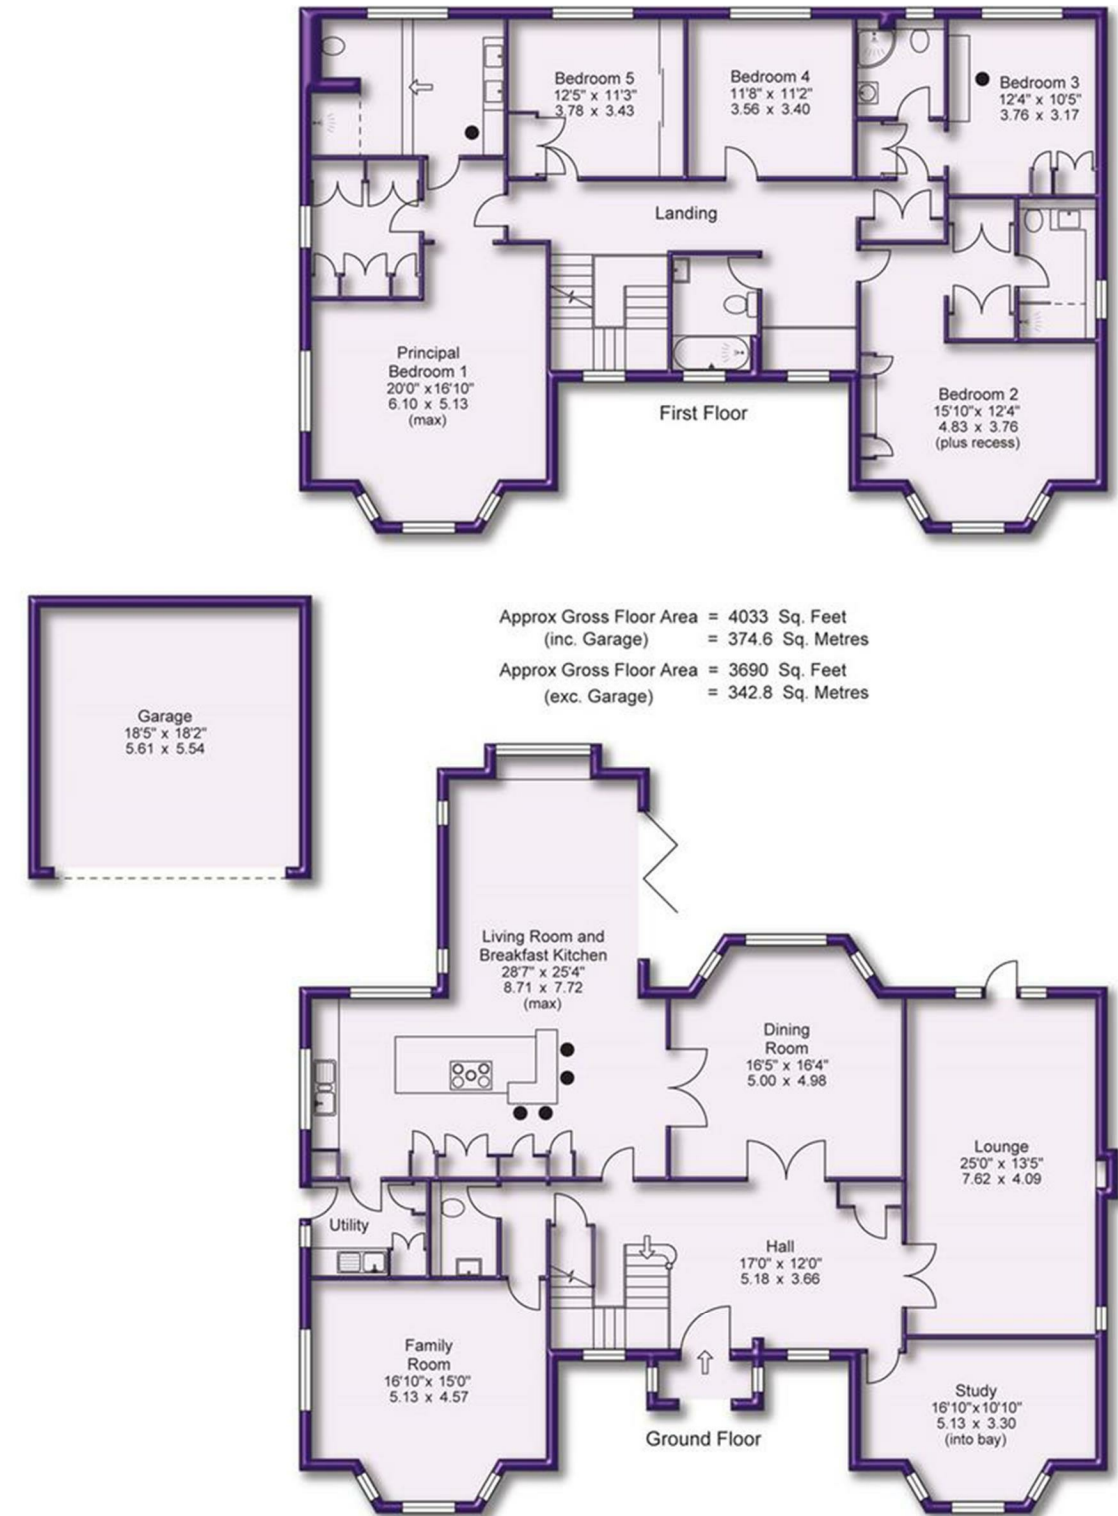 Bedroom 5
12'5" x 11'3"
3.78 x 3.43
Bedroom 4
11'8" x 11'2"
3.56 x 3.40
Bedroom 3
12'4" x 10'5"
3.76 x 3.17
Landing
Principal
Bedroom 1
20'0" x 16'10"
6.10 x 5.13
(max)
Bedroom 2
15'10" x 12'4"
4.83 x 3.76
(plus recess)
First Floor
Approx Gross Floor Area = 4033 Sq. Feet
(inc. Garage) = 374.6 Sq. Metres
Approx Gross Floor Area = 3690 Sq. Feet
(exc. Garage) = 342.8 Sq. Metres
Garage
18'5" x 18'2"
5.61 x 5.54
Living Room and
Breakfast Kitchen
28'7" x 25'4"
8.71 x 7.72
(max)
Dining
Room
16'5" x 16'4"
5.00 x 4.98
Lounge
25'0" x 13'5"
7.62 x 4.09
Utility
Hall
17'0" x 12'0"
5.18 x 3.66
Family
Room
16'10"x 15'0"
5.13 x 4.57
Study
16'10"x10'10"
5.13 x 3.30
(into bay)
Ground Floor